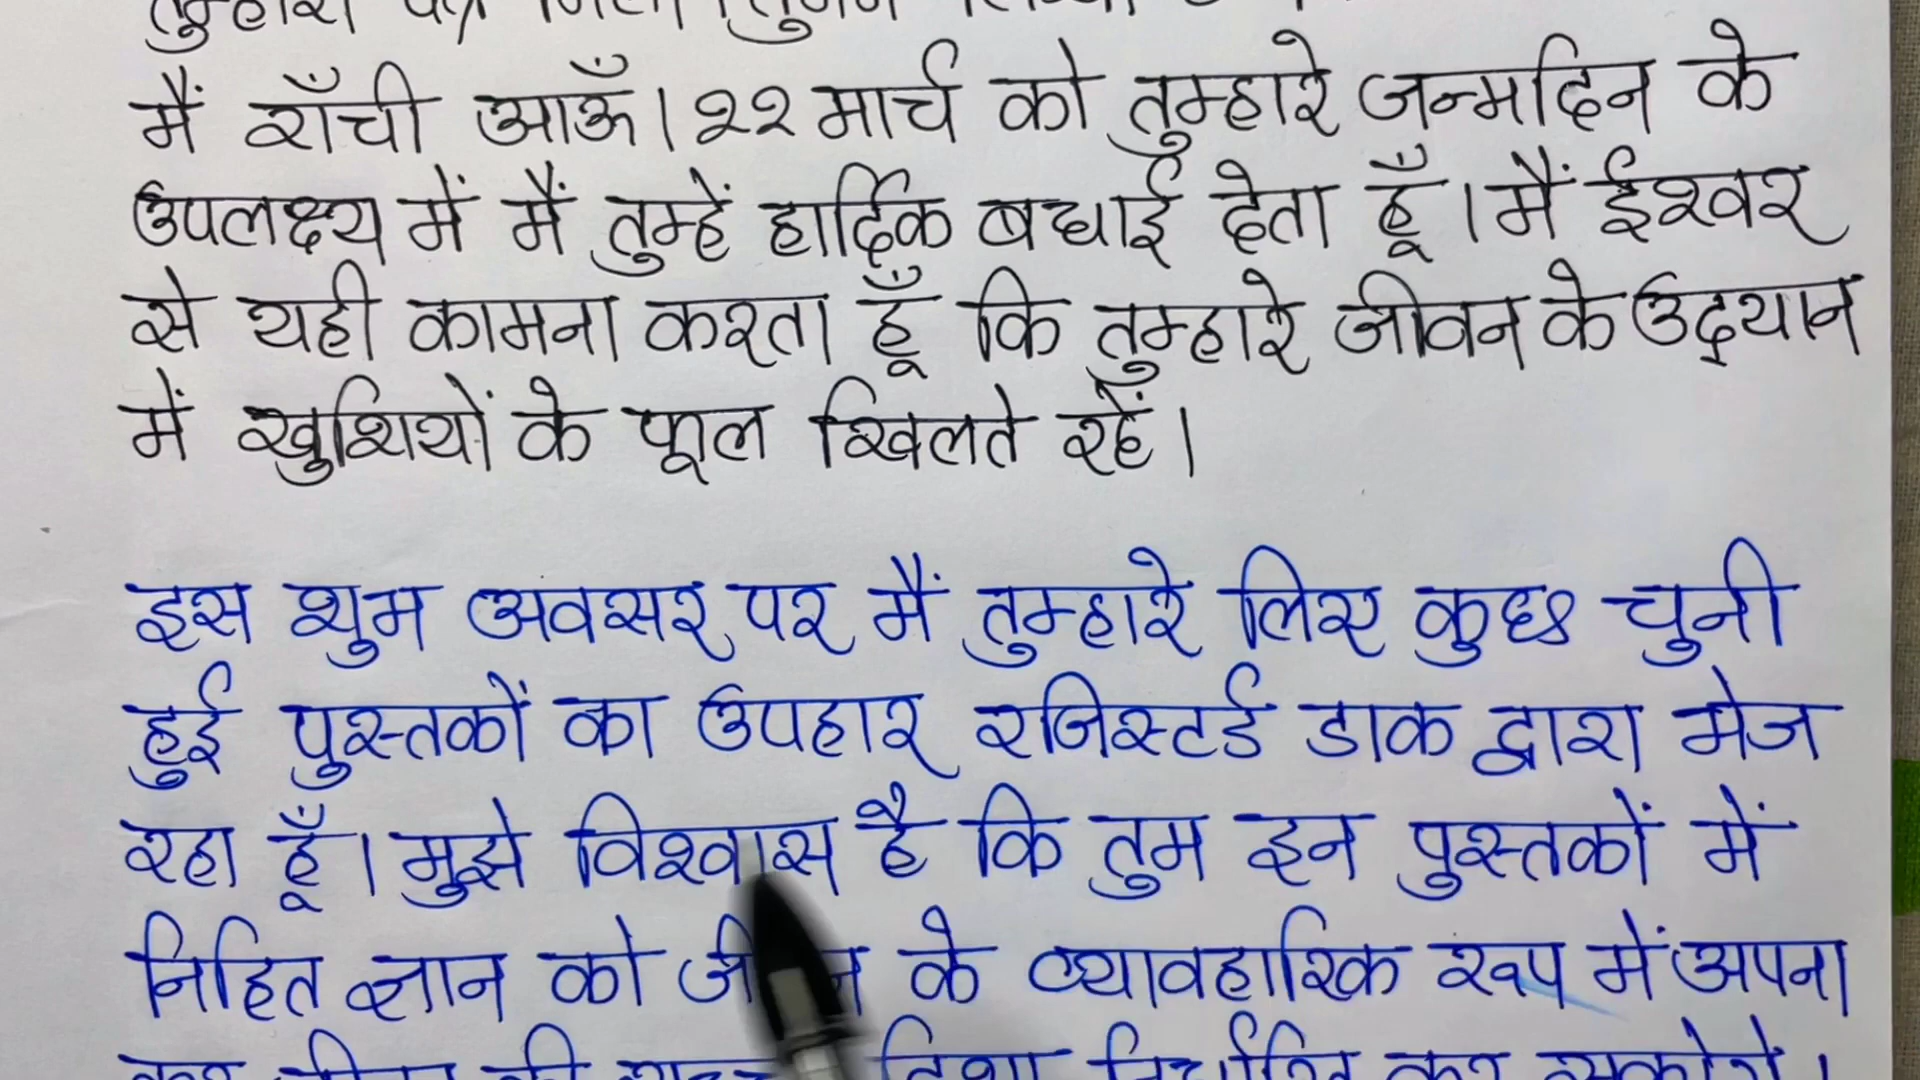 मैं राँची आऊँ। २२ मार्च को तुम्हारे जन्मदिन के
उपलक्ष्य में मैं तुम्हें हार्दिक बधाई देता हूँ। मैं ईश्वर
से यही कामना करता हूँ कि तुम्हारे जीवन के उद्यान
में खुशियों के फूल खिलते रहें।
इस शुभ अवसर पर मैं तुम्हारे लिए कुछ चुनी
हुई पुस्तकों का उपहार रजिस्टर्ड डाक द्वारा भेज
रहा हूँ। मुझे विश्वास है कि तुम इन पुस्तकों में
निहित ज्ञान को के व्यावहारिक रूप में अपना